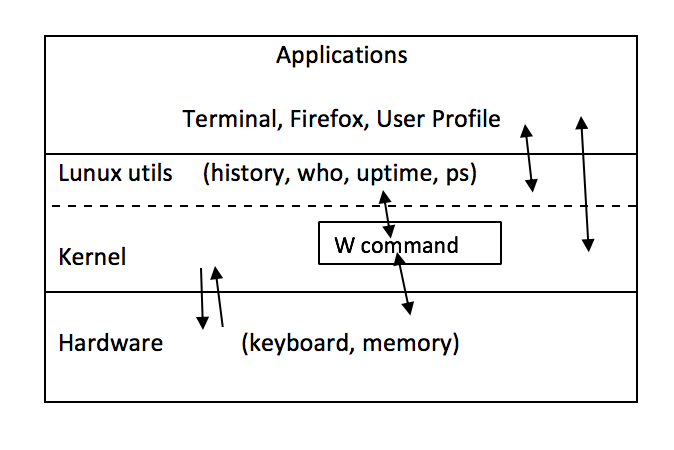 Applications
Terminal, Firefox, User Profile
Lunux utils (history, who, uptime, ps)
W command
Kernel
Hardware (keyboard, memory)